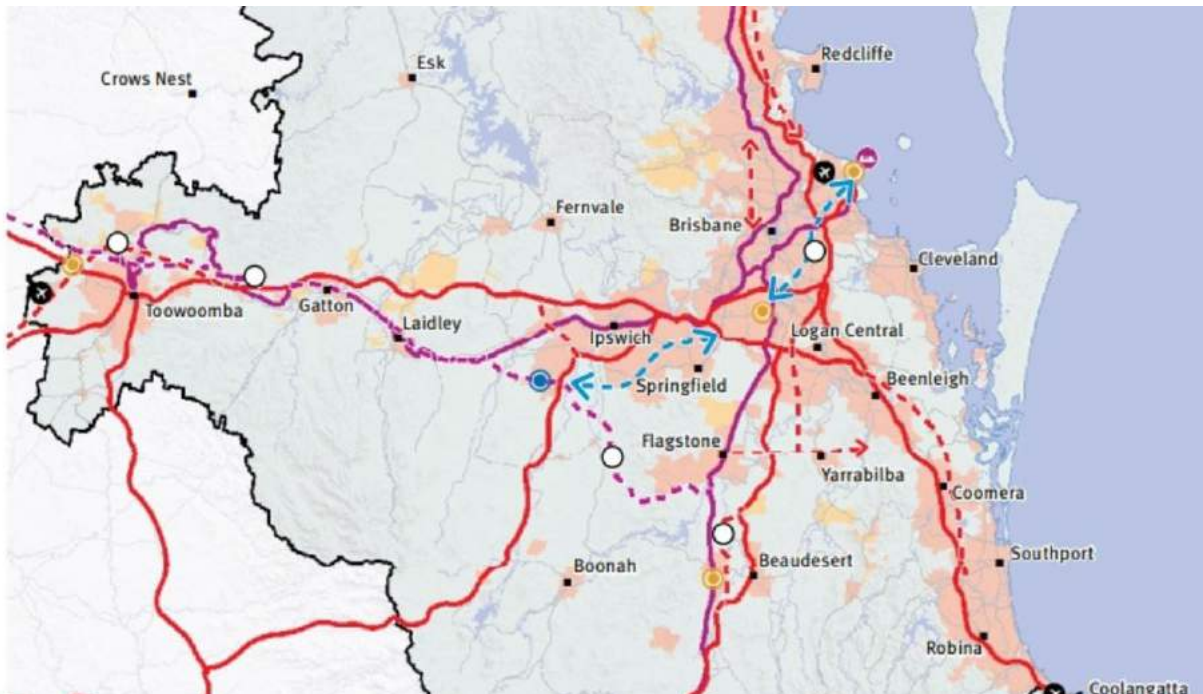 Redcliffe
Esk
Crows Nest
Fernvale
Brisbane
Cleveland
Toowoomba
Gatton
Laidley
Ipswich
Logan Central
Springfield
Beenleigh
Flagstone
Yarrabilba
Coomera
Southport
Boonah
Beaudesert
Robina
Coolangatta